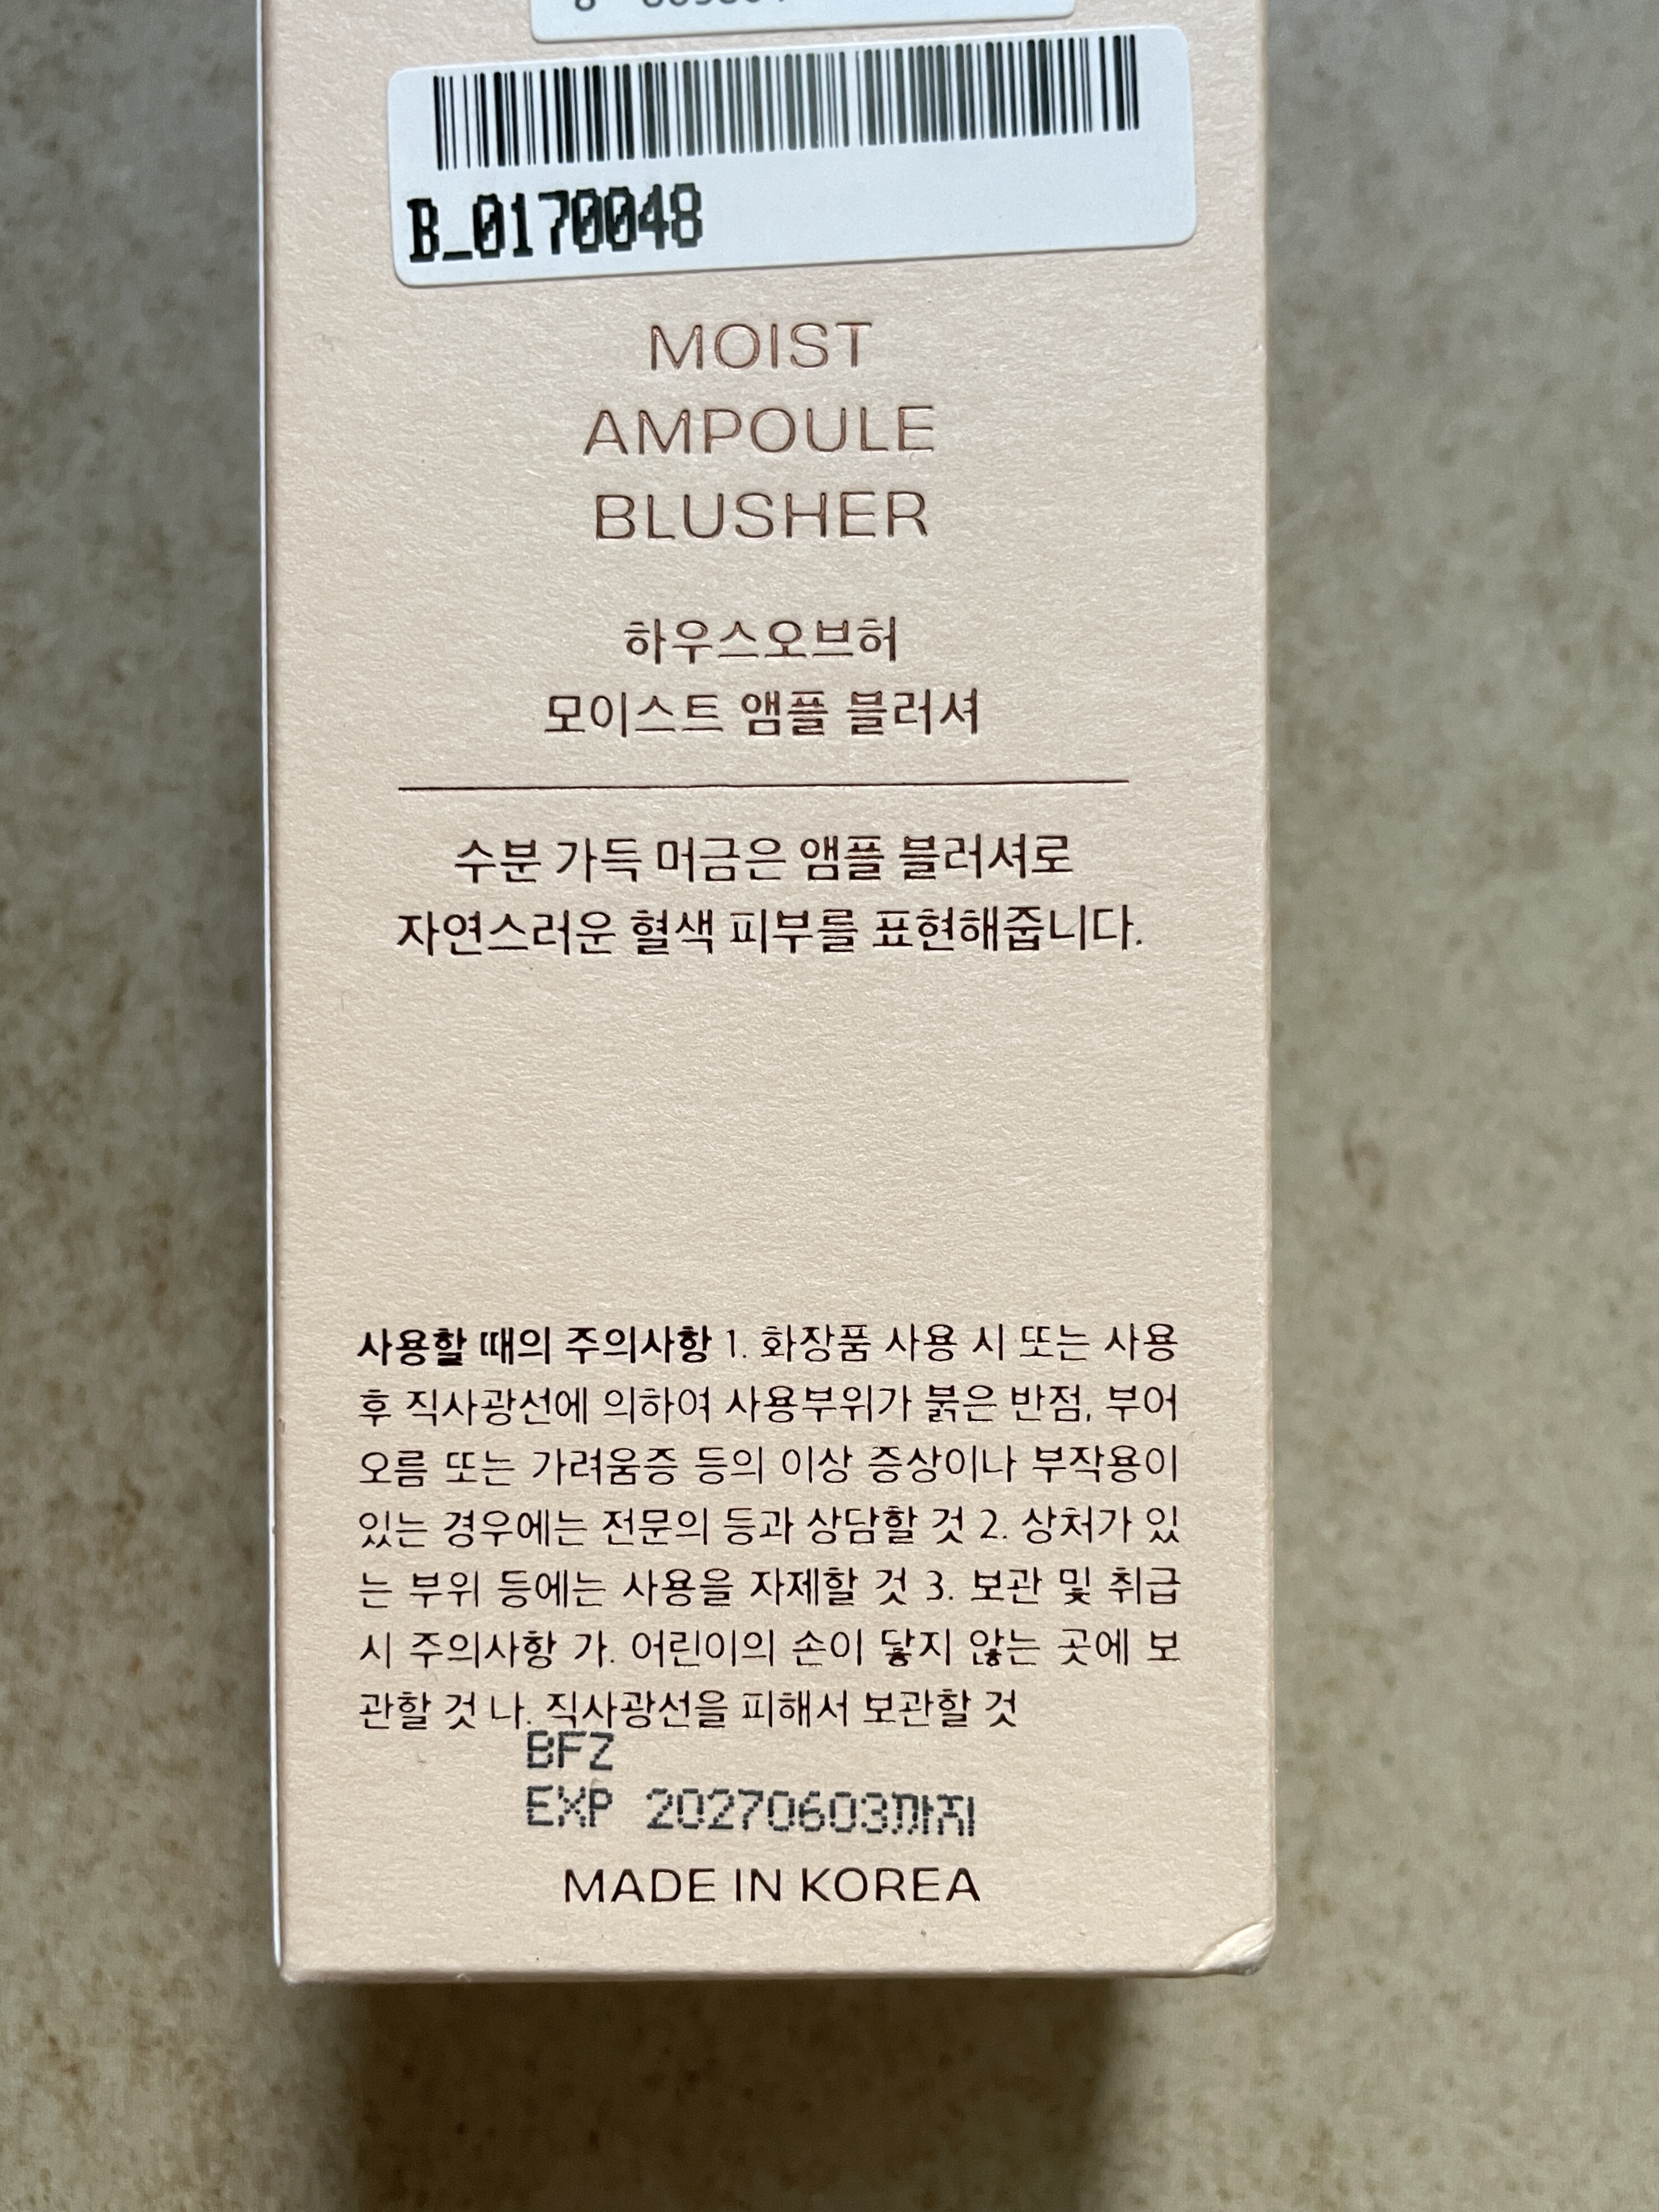 B_0170048
MOIST
AMPOULE
BLUSHER
하우스오브허
모이스트 앰플 블러셔
수분 가득 머금은 앰플 블러셔로
자연스러운 혈색 피부를 표현해줍니다.
사용할 때의 주의사항 1. 화장품 사용 시 또는 사용
후 직사광선에 의하여 사용부위가 붉은 반점, 부어
오름 또는 가려움증 등의 이상 증상이나 부작용이
있는 경우에는 전문의 등과 상담할 것 2. 상처가 있
는 부위 등에는 사용을 자제할 것 3. 보관 및 취급
시 주의사항 가. 어린이의 손이 닿지 않는 곳에 보
관할 것 나. 직사광선을 피해서 보관할 것
BFZ
EXP 20270603까지
MADE IN KOREA